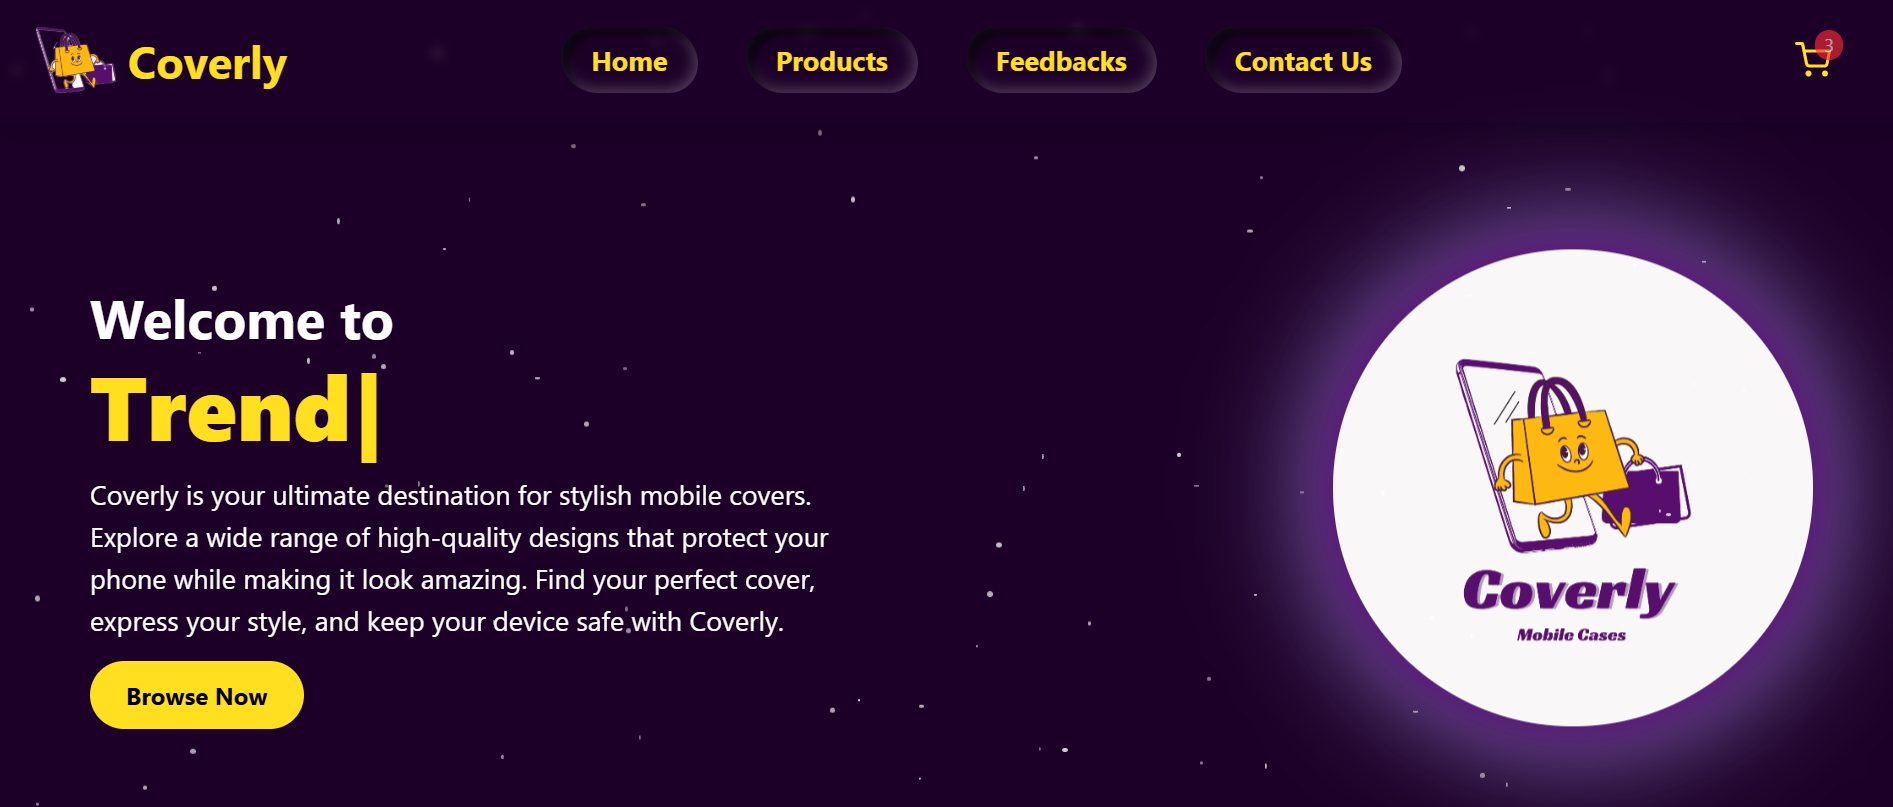 Coverly
Home
Products
Feedbacks
Contact Us
3
Welcome to
Trend|
Coverly is your ultimate destination for stylish mobile covers.
Explore a wide range of high-quality designs that protect your
phone while making it look amazing. Find your perfect cover,
express your style, and keep your device safe with Coverly.
Browse Now
Coverly
Mobile Cases